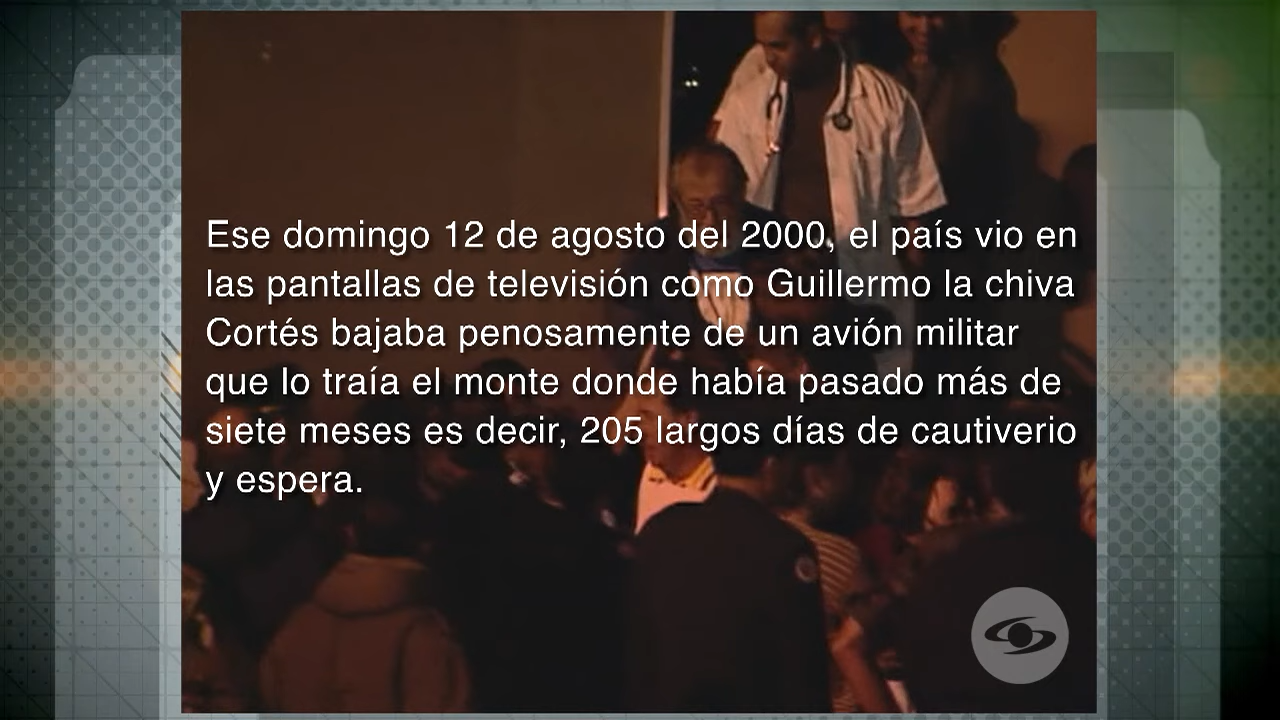 Ese domingo 12 de agosto del 2000, el país vio en
las pantallas de televisión como Guillermo la chiva
Cortés bajaba penosamente de un avión militar
que lo traía el monte donde había pasado más de
siete meses es decir, 205 largos días de cautiverio
y espera.